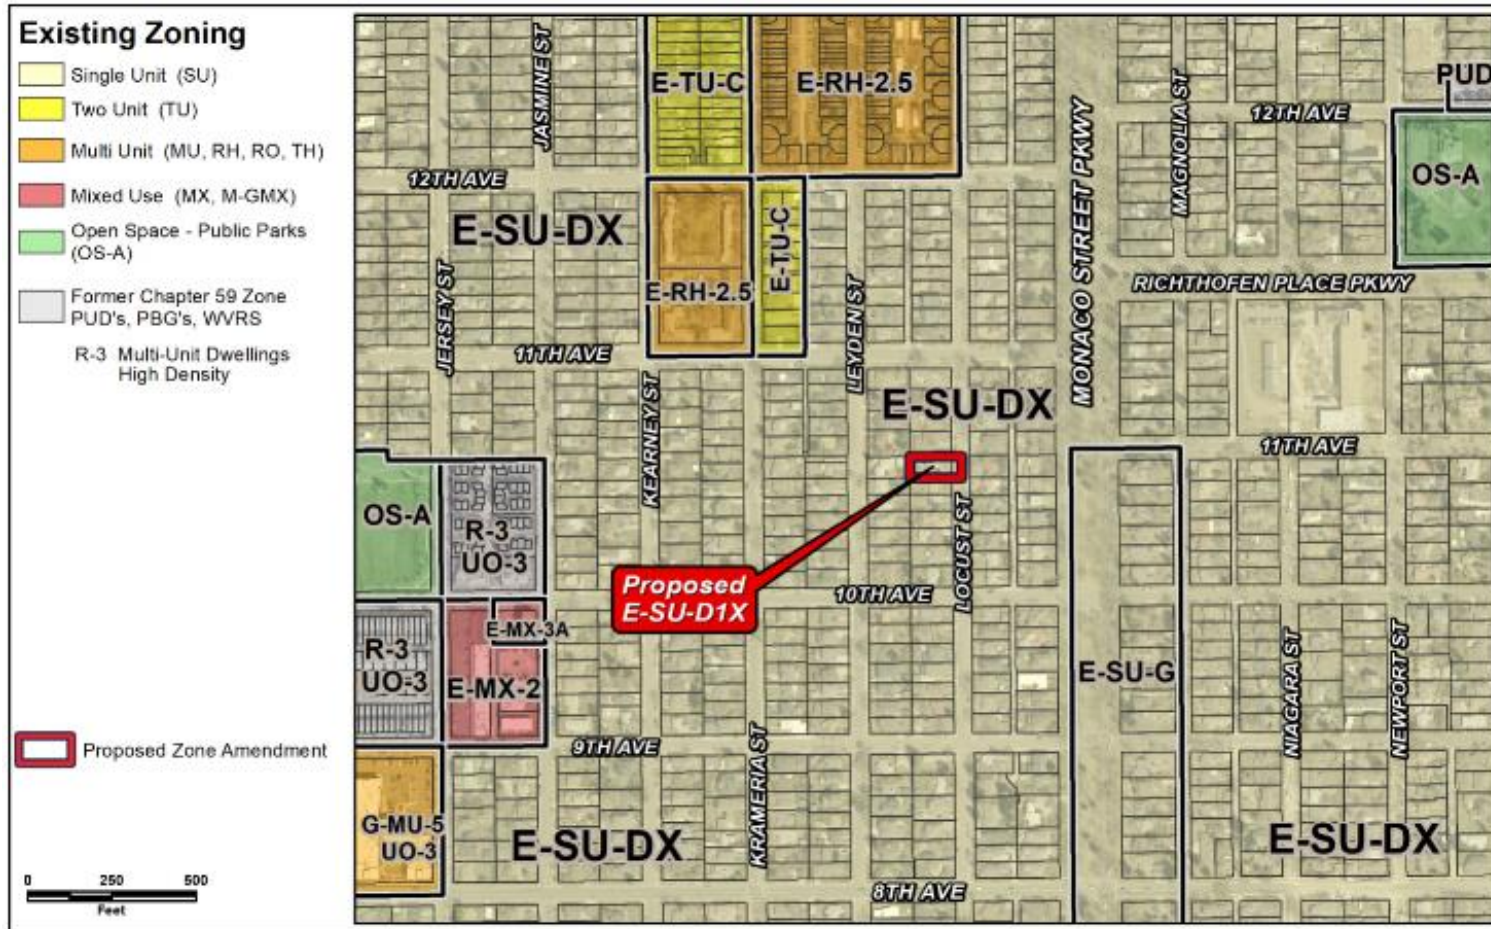 Existing Zoning
Single Unit (SU)
Two Unit (TU)
Multi Unit (MU, RH, RO, TH)
Mixed Use (MX, M-GMX)
Open Space - Public Parks
(OS-A)
Former Chapter 59 Zone
PUD's, PBG's, WVRS
R-3 Multi-Unit Dwellings
High Density
Proposed Zone Amendment
0 250 500
Feet
JASMINE ST
E-TU-C
E-RH-2.5
MONACO STREET PKWY
MAGNOLIA ST
12TH AVE
PUD
OS-A
12TH AVE
E-SU-DX
E-TU-C
E-RH-2.5
JERSEY ST
LEYDEN ST
RICHTHOFEN PLACE PKWY
11TH AVE
KEARNEY ST
E-SU-DX
11TH AVE
OS-A
R-3
UO-3
LOCUST ST
Proposed
E-SU-D1X
10TH AVE
E-MX-3A
R-3
UO-3
E-MX-2
E-SU-G
NIAGARA ST
NEWPORT ST
9TH AVE
KRAMERIA ST
G-MU-5
UO-3
E-SU-DX
E-SU-DX
8TH AVE